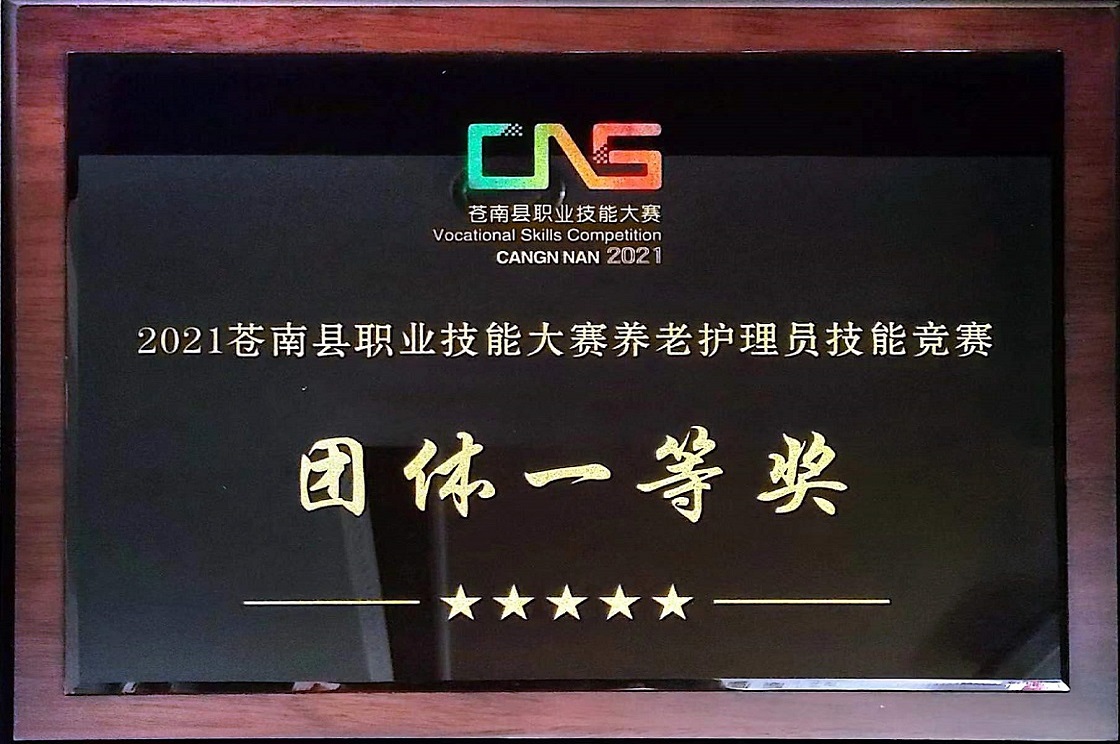 CNS
苍南县职业技能大赛
Vocational Skills Competition
CANGN NAN 2021
2021苍南县职业技能大赛养老护理员技能竞赛
团体一等奖